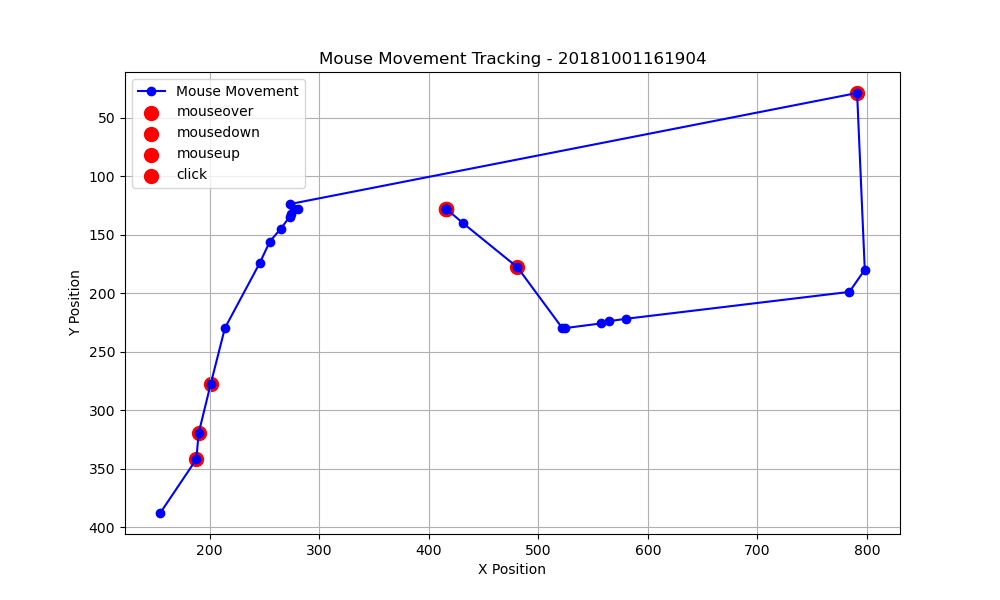 Mouse Movement Tracking - 20181001161904
Mouse Movement
mouseover
mousedown
mouseup
click
50
100
150
200
250
300
350
400
Y Position
200
300
400
500
600
700
800
X Position